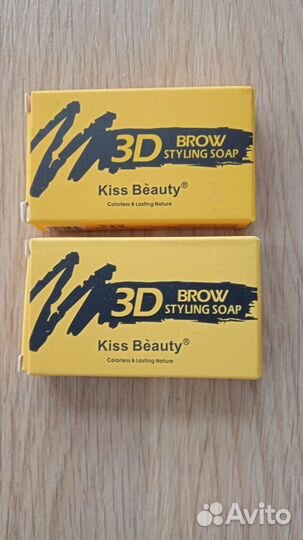 3D BROW
STYLING SOAP
Kiss Bèauty®
Colorless & Lasting Nature
3D BROW
STYLING SOAP
Kiss Bèauty®
Colorless & Lasting Nature
Avito